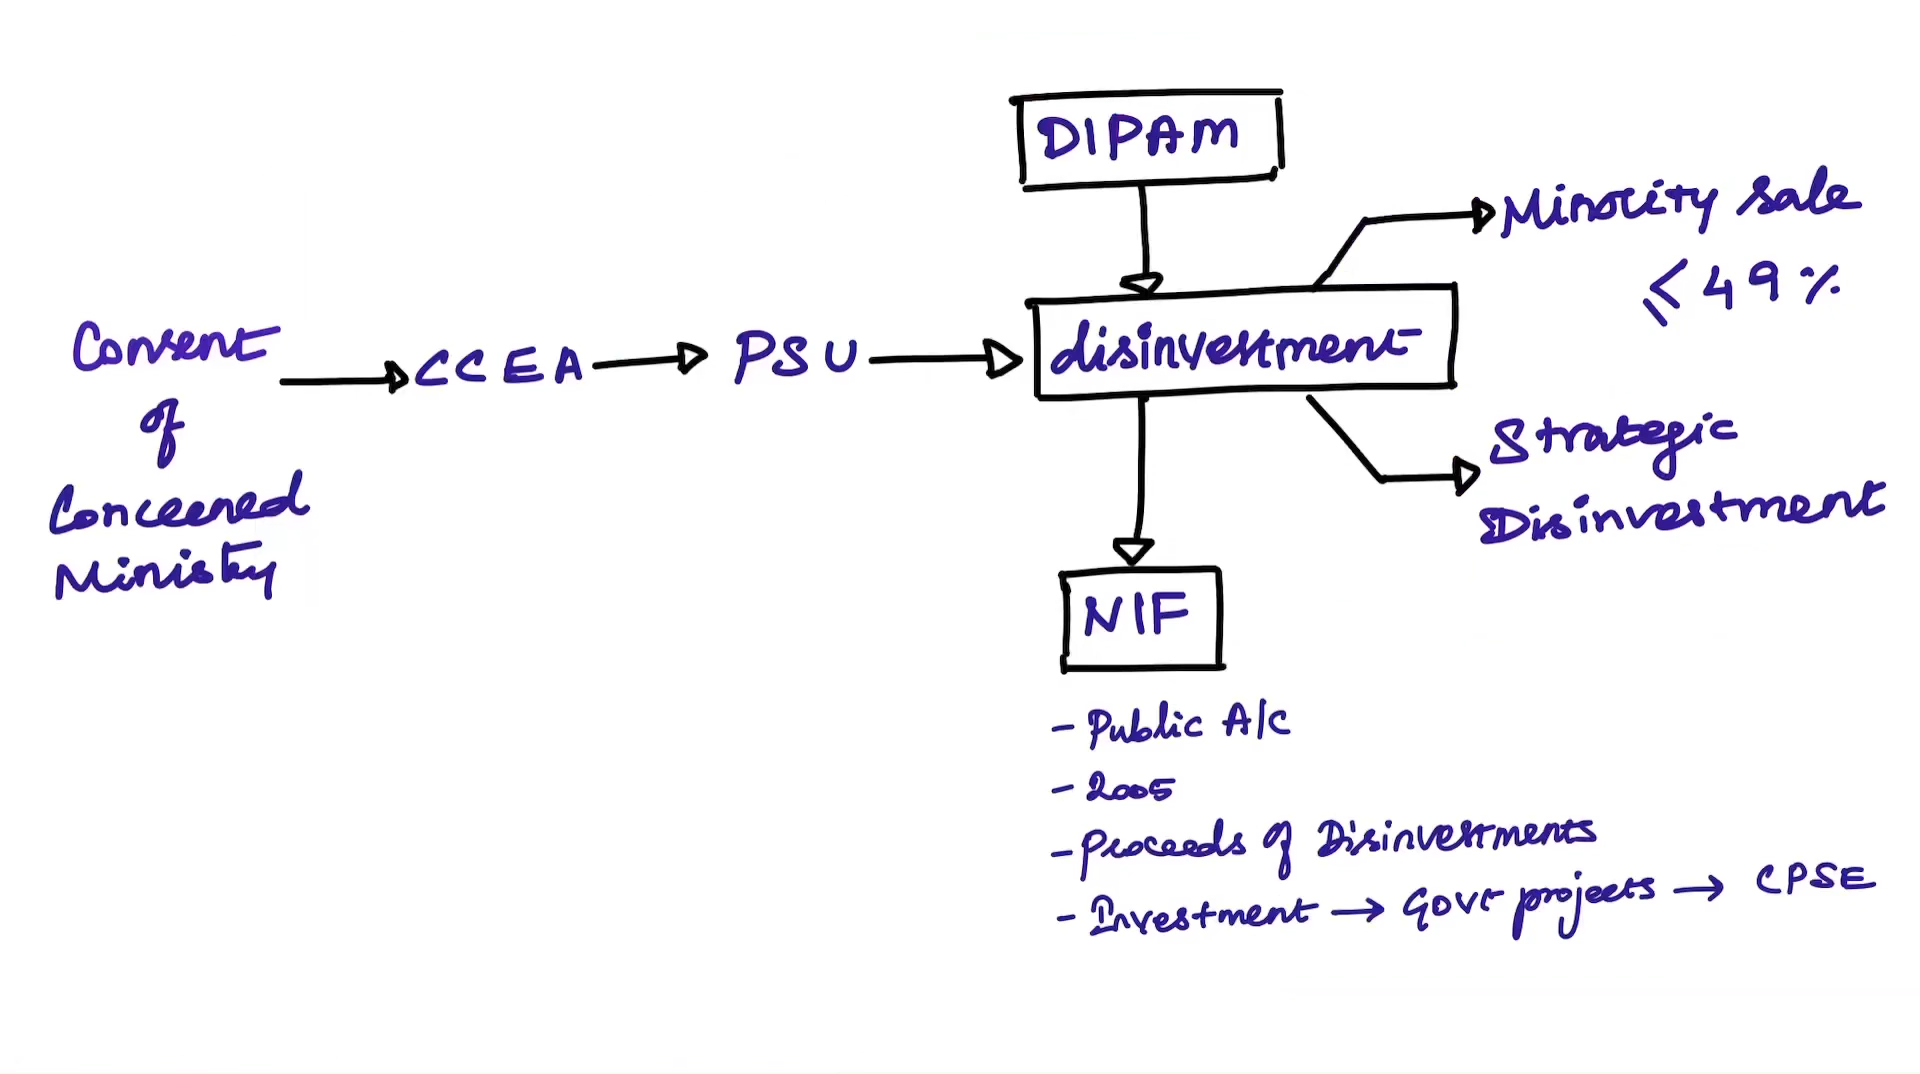 DIPAM
Minority Sale
≤ 49 %
Consent
of
Concerned
Ministry
CCEA
PSU
disinvestment
Strategic
Disinvestment
NIF
- Public A/C
- 2005
- Proceeds of Disinvestments
- Investment → Govt projects → CPSE